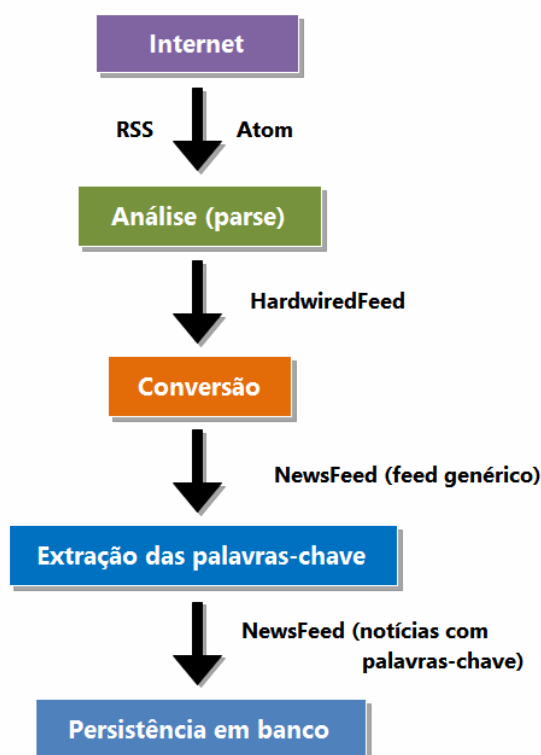 Internet
RSS Atom
Análise (parse)
HardwiredFeed
Conversão
NewsFeed (feed genérico)
Extração das palavras-chave
NewsFeed (notícias com
palavras-chave)
Persistência em banco